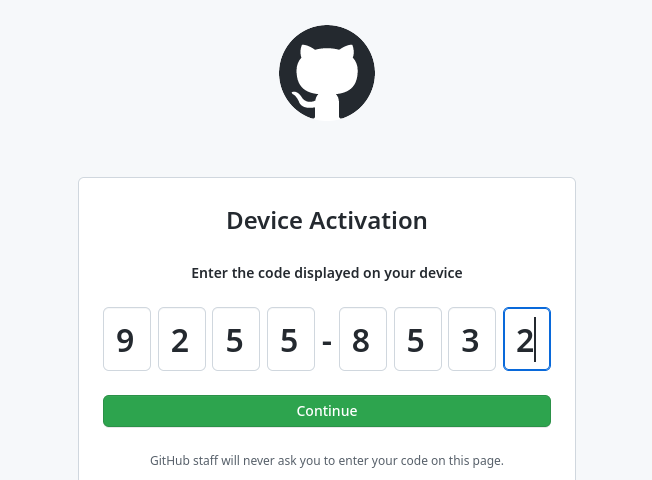 Device Activation
Enter the code displayed on your device
9 2 5 5 - 8 5 3 2
Continue
GitHub staff will never ask you to enter your code on this page.